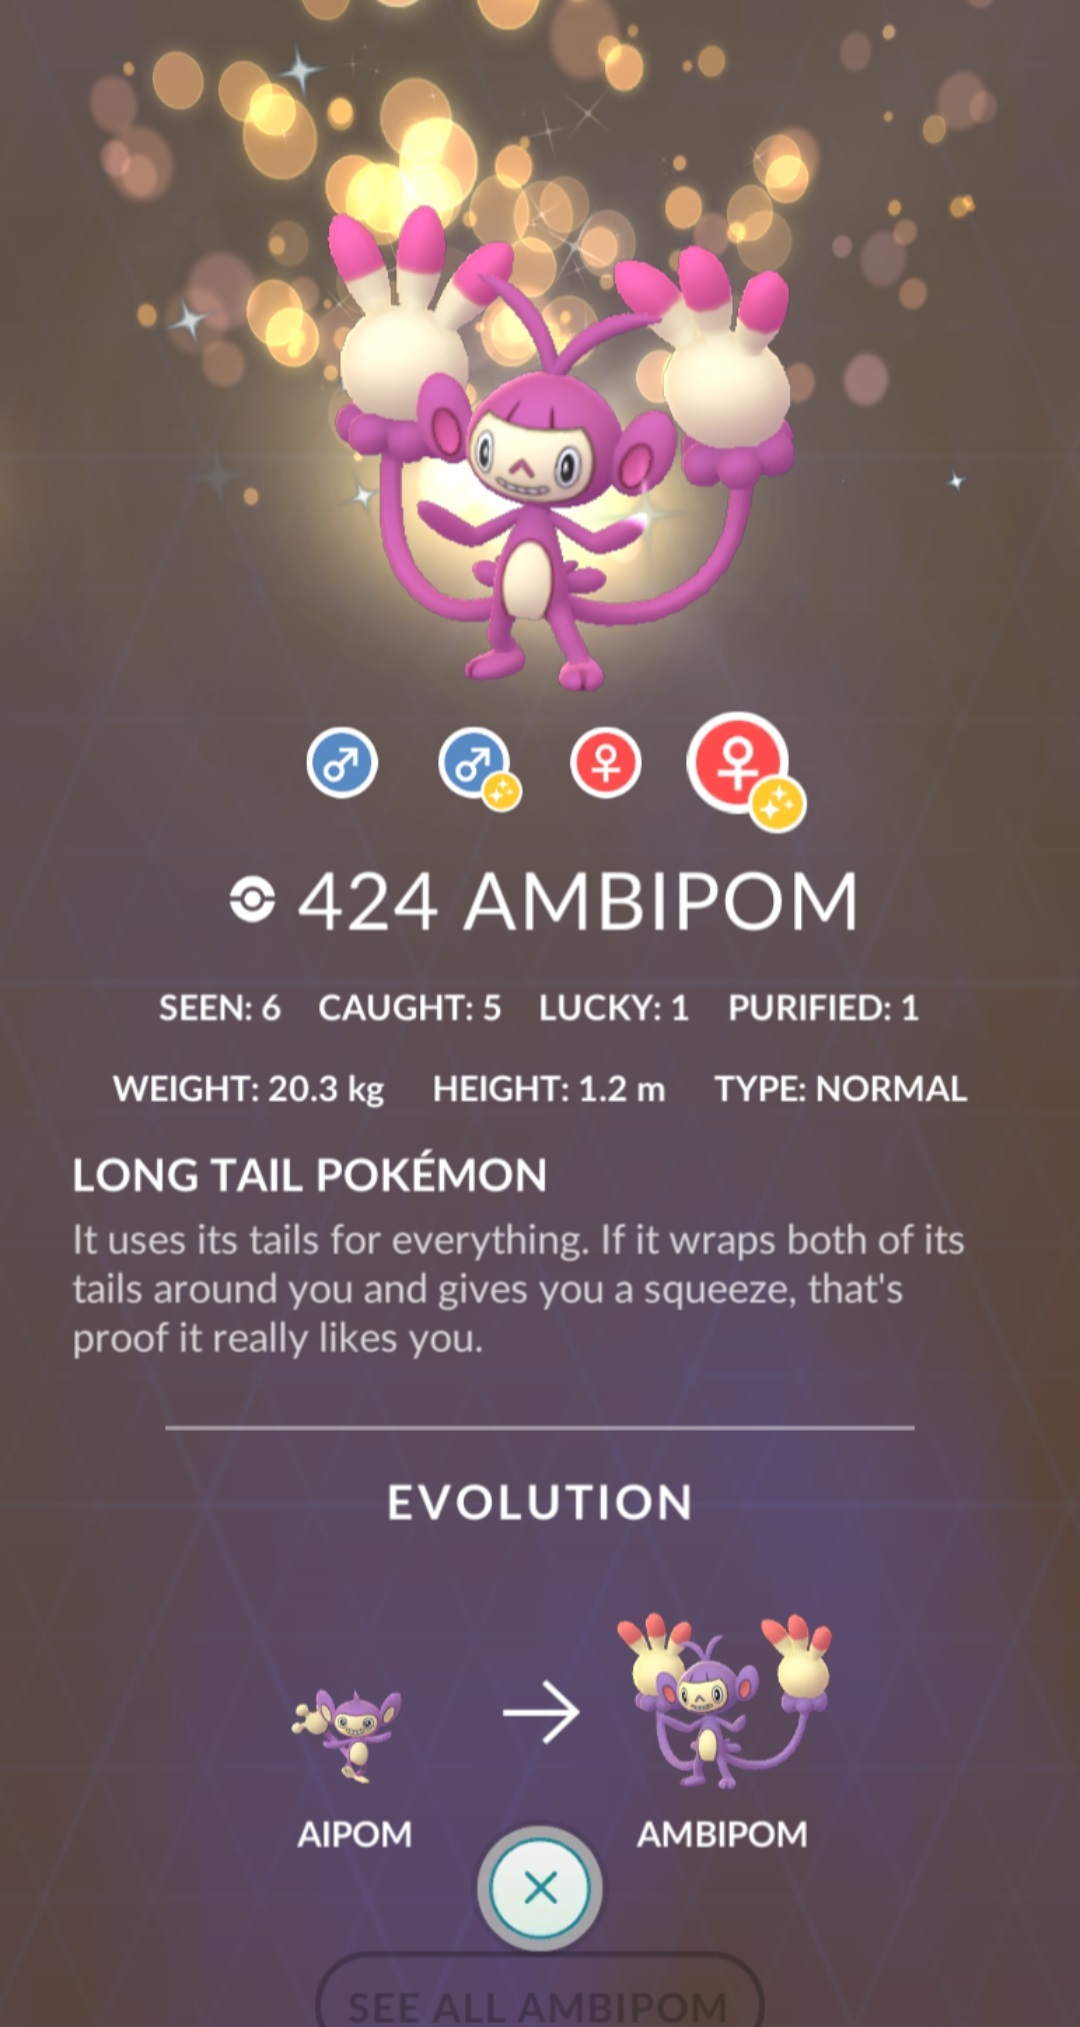 424 AMBIPOM
SEEN: 6 CAUGHT: 5 LUCKY: 1 PURIFIED: 1
WEIGHT: 20.3 kg HEIGHT: 1.2 m TYPE: NORMAL
LONG TAIL POKÉMON
It uses its tails for everything. If it wraps both of its
tails around you and gives you a squeeze, that's
proof it really likes you.
EVOLUTION
AIPOM AMBIPOM
SEE ALL AMBIPOM